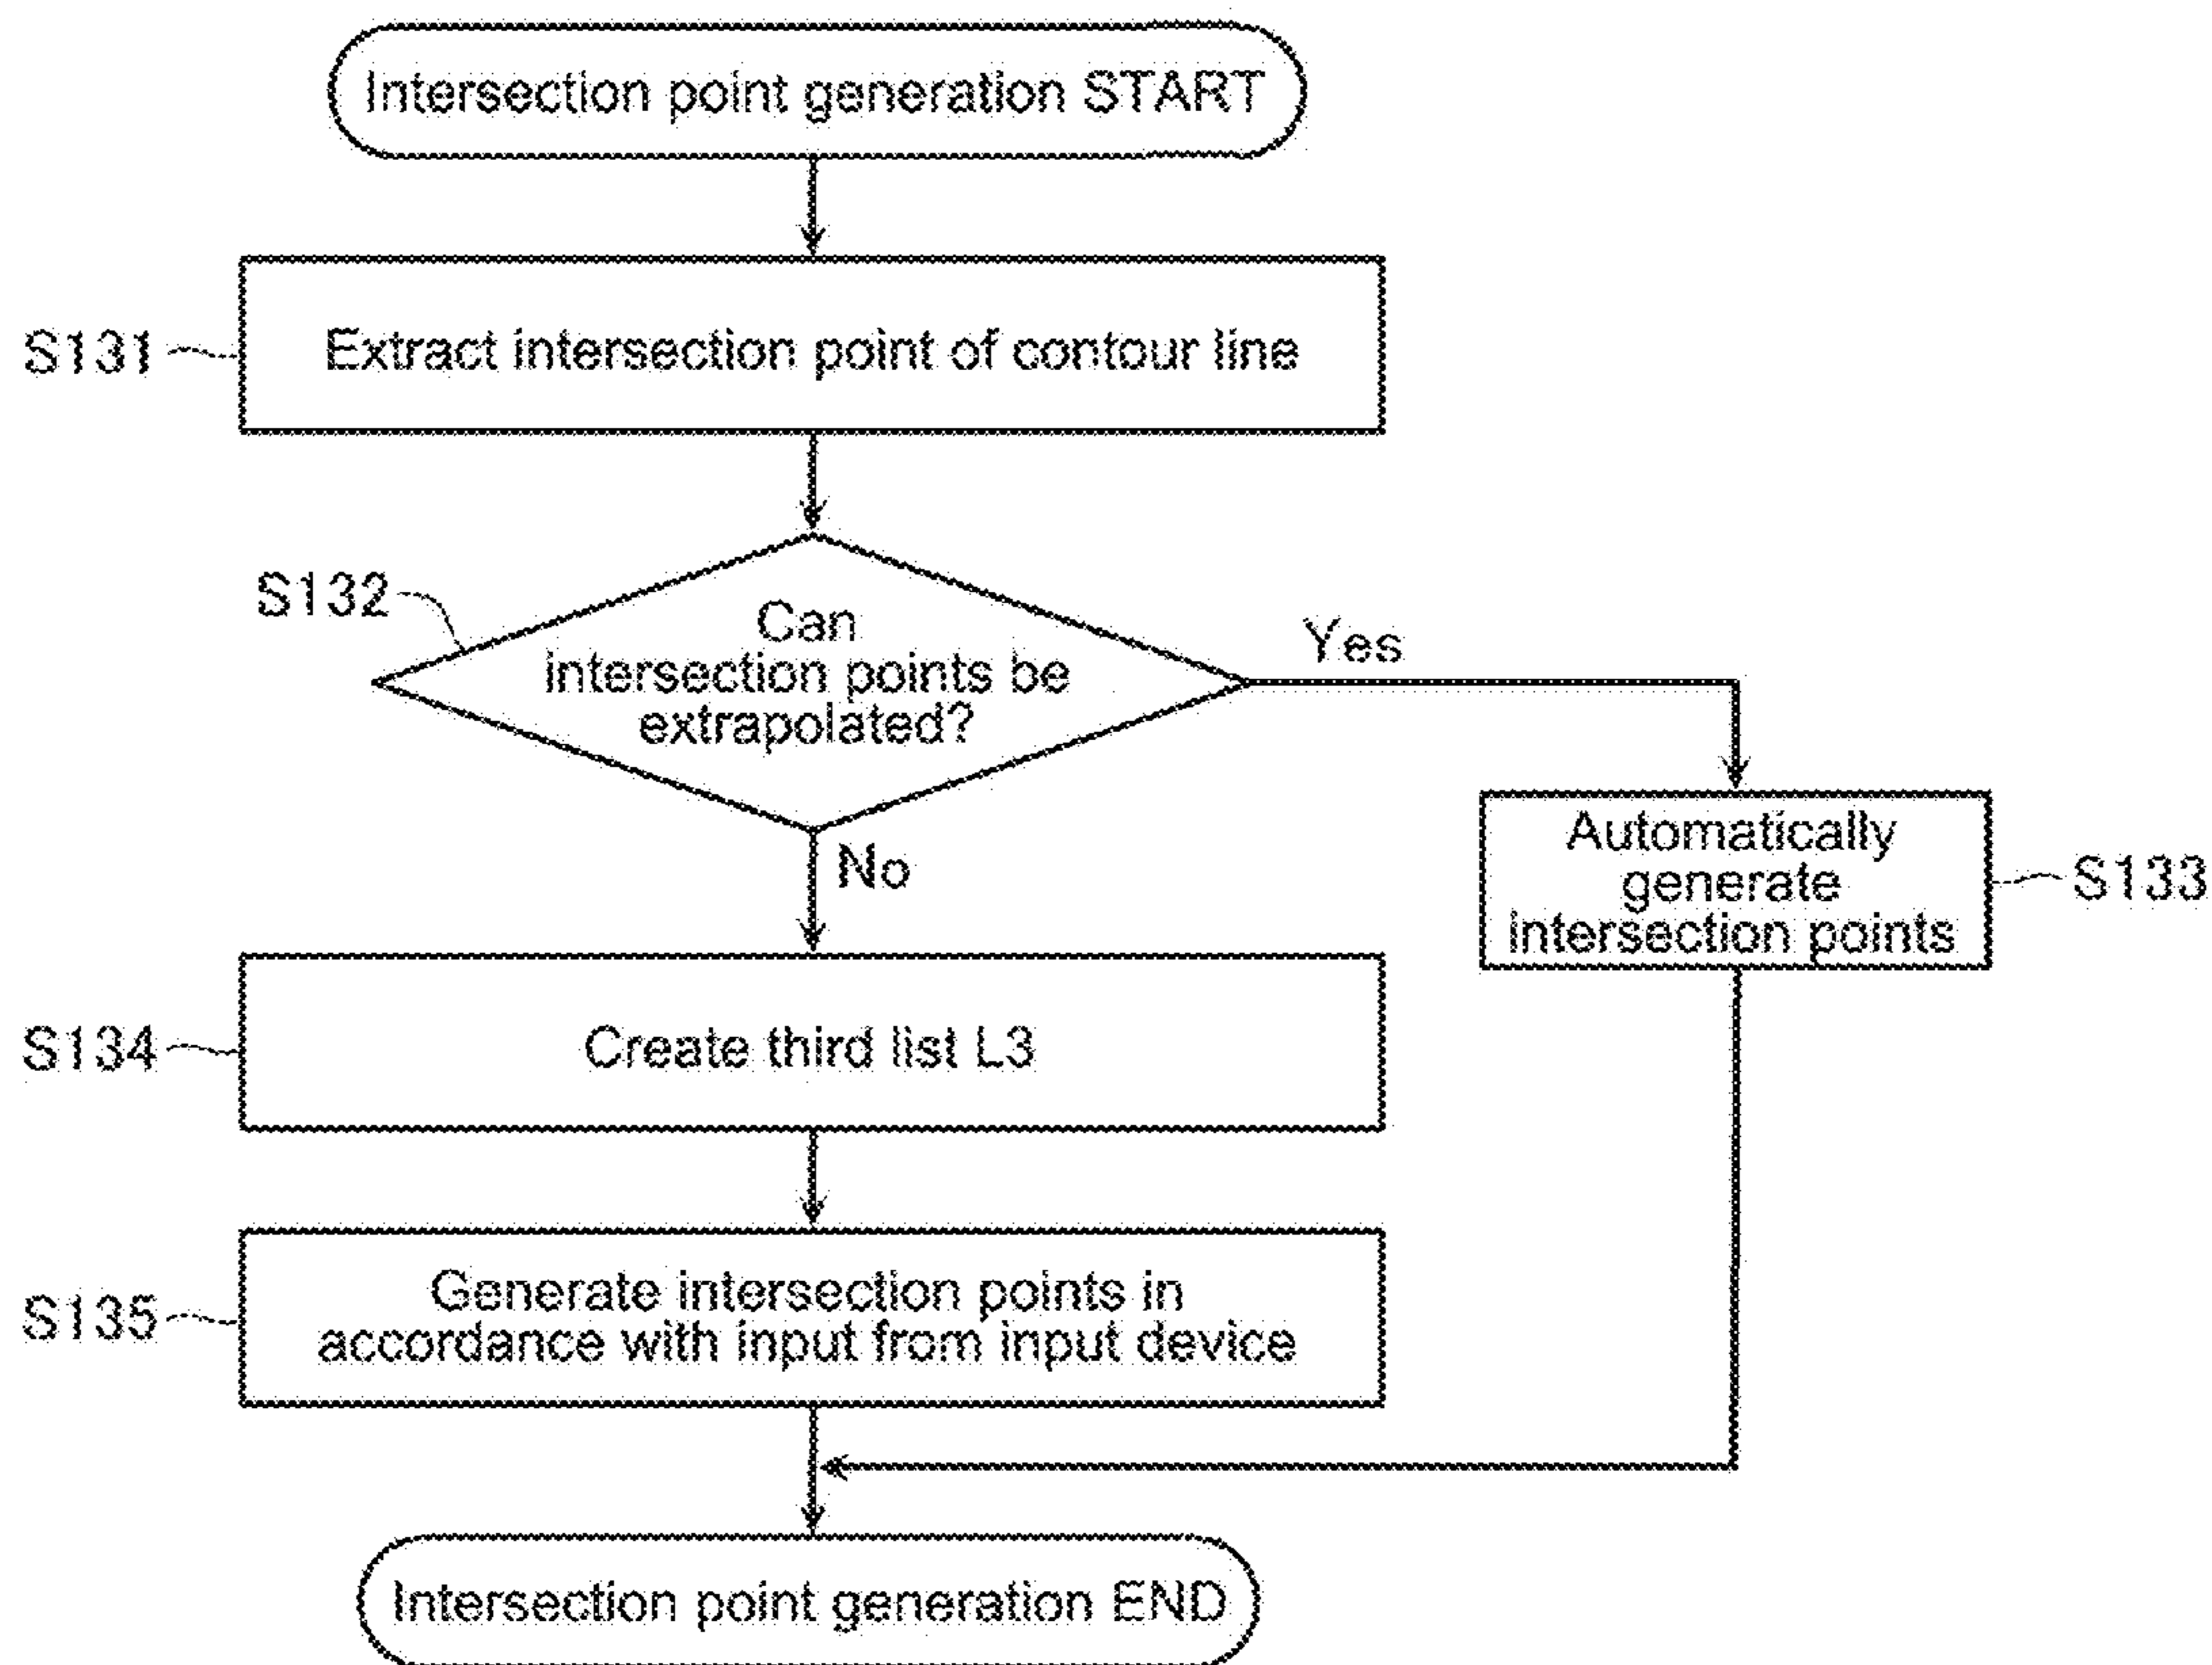 Intersection point generation START
S131
Extract intersection point of contour line
S132
Can
intersection points be
extrapolated?
Yes
No
Automatically
generate
intersection points
S133
S134
Create third list L3
S135
Generate intersection points in
accordance with input from input device
Intersection point generation END